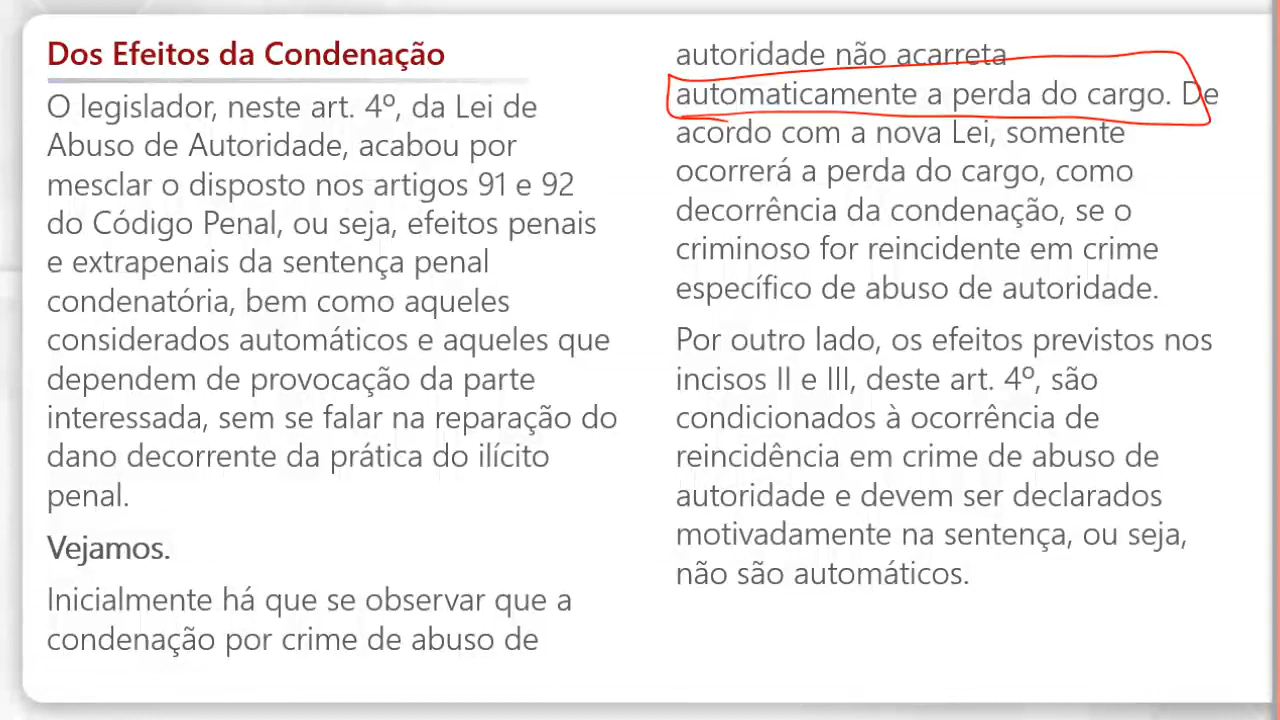 Dos Efeitos da Condenação
O legislador, neste art. 4º, da Lei de
Abuso de Autoridade, acabou por
mesclar o disposto nos artigos 91 e 92
do Código Penal, ou seja, efeitos penais
e extrapenais da sentença penal
condenatória, bem como aqueles
considerados automáticos e aqueles que
dependem de provocação da parte
interessada, sem se falar na reparação do
dano decorrente da prática do ilícito
penal.
Vejamos.
Inicialmente há que se observar que a
condenação por crime de abuso de
autoridade não acarreta
automaticamente a perda do cargo. De
acordo com a nova Lei, somente
ocorrerá a perda do cargo, como
decorrência da condenação, se o
criminoso for reincidente em crime
específico de abuso de autoridade.
Por outro lado, os efeitos previstos nos
incisos II e III, deste art. 4º, são
condicionados à ocorrência de
reincidência em crime de abuso de
autoridade e devem ser declarados
motivadamente na sentença, ou seja,
não são automáticos.